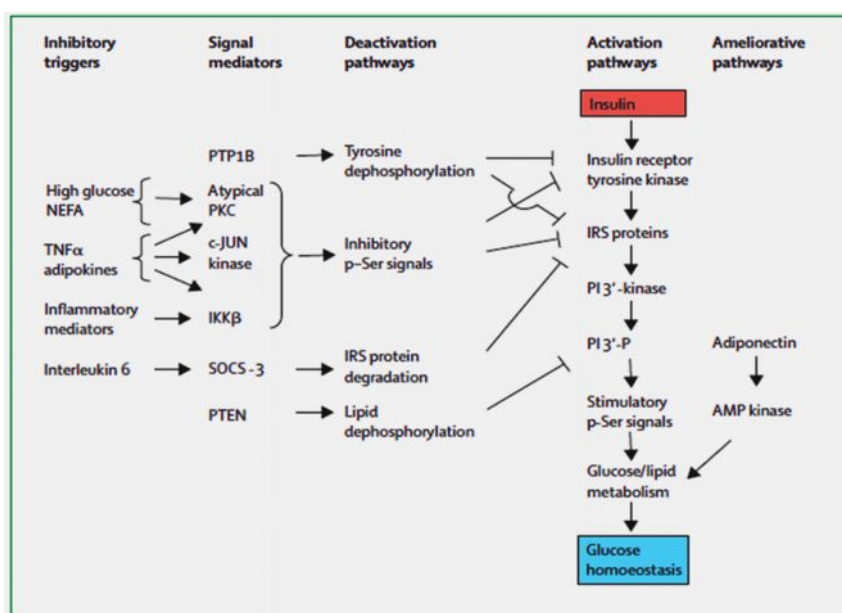 Inhibitory
triggers
Signal
mediators
Deactivation
pathways
Activation
pathways
Ameliorative
pathways
Insulin
PTP1B
Tyrosine
dephosphorylation
Insulin receptor
tyrosine kinase
High glucose
NEFA
Atypical
PKC
TNFα
adipokines
c-JUN
kinase
Inhibitory
p-Ser signals
IRS proteins
PI 3'-kinase
Inflammatory
mediators
IKKβ
PI 3'-P
Adiponectin
Interleukin 6
SOCS-3
IRS protein
degradation
PTEN
Lipid
dephosphorylation
Stimulatory
p-Ser signals
AMP kinase
Glucose/lipid
metabolism
Glucose
homoeostasis